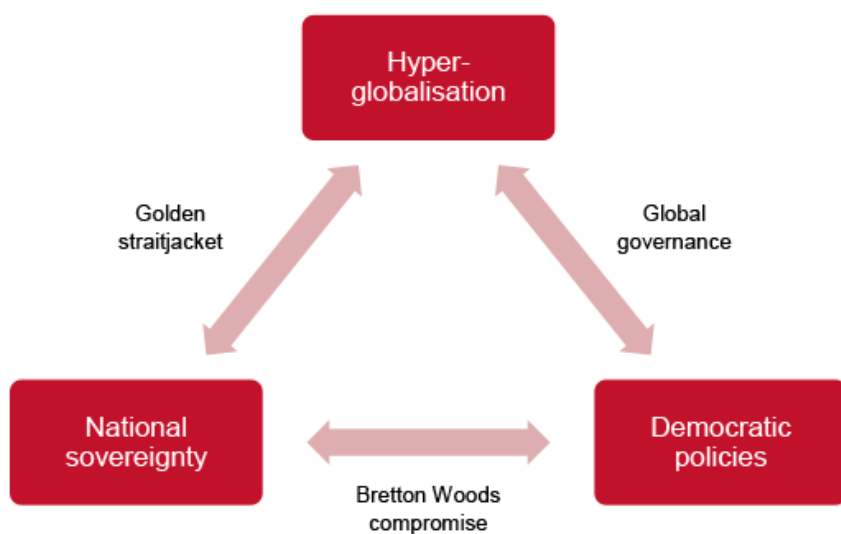 Hyper-
globalisation
Golden
straitjacket
Global
governance
National
sovereignty
Democratic
policies
Bretton Woods
compromise